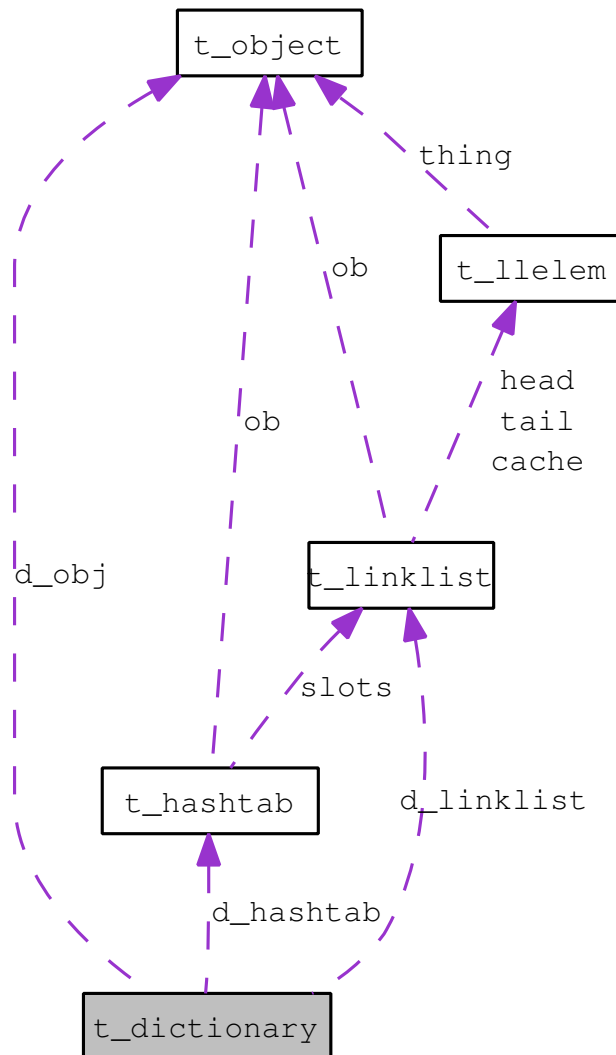 t_object
thing
t_llelem
ob
head
tail
cache
ob
t_linklist
d_obj
slots
t_hashtab
d_linklist
d_hashtab
t_dictionary